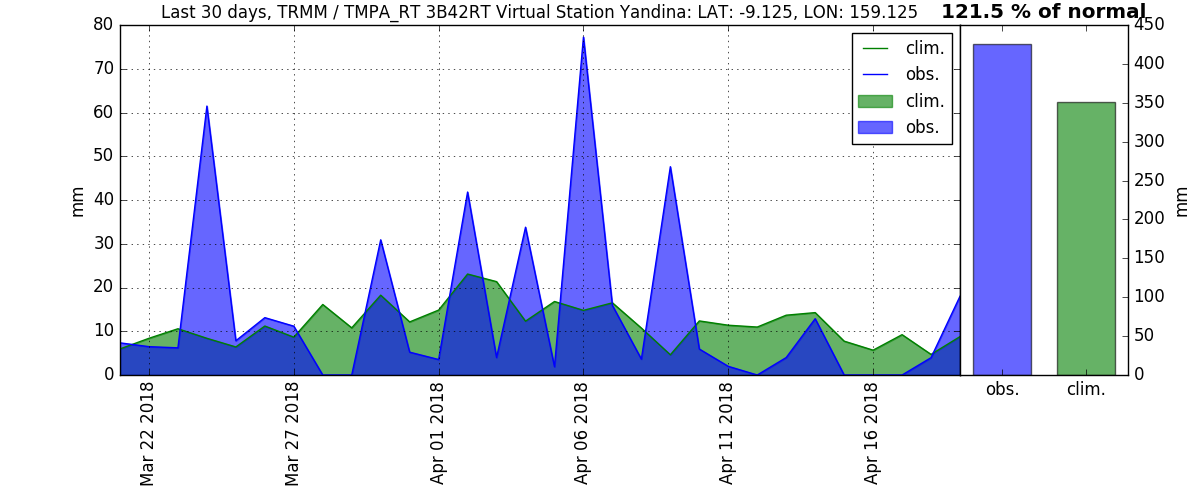 Last 30 days, TRMM / TMPA_RT 3B42RT Virtual Station Yandina: LAT: -9.125, LON: 159.125
121.5 % of normal
80
70
60
50
40
30
20
10
0
mm
clim.
obs.
clim.
obs.
Mar 22 2018
Mar 27 2018
Apr 01 2018
Apr 06 2018
Apr 11 2018
Apr 16 2018
450
400
350
300
250
200
150
100
50
0
mm
obs.
clim.